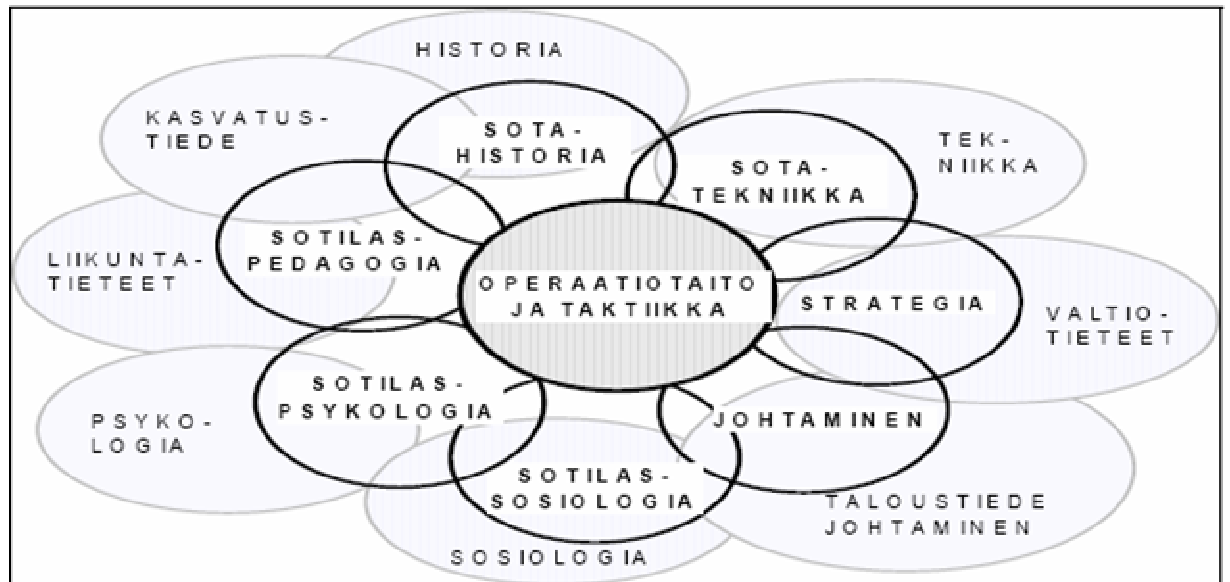 HISTORIA
KASVATUS-
TIEDE
SOTA-
HISTORIA
TEK-
NIIKKA
SOTA-
TEKNIIKKA
LIIKUNTA-
TIETEET
SOTILAS-
PEDAGOGIA
OPERAATIOTAITO
JA TAKTIIKKA
STRATEGIA
VALTIO-
TIETEET
SOTILAS-
PSYKOLOGIA
PSYKO-
LOGIA
JOHTAMINEN
SOTILAS-
SOSIOLOGIA
TALOUSTIEDE
JOHTAMINEN
SOSIOLOGIA